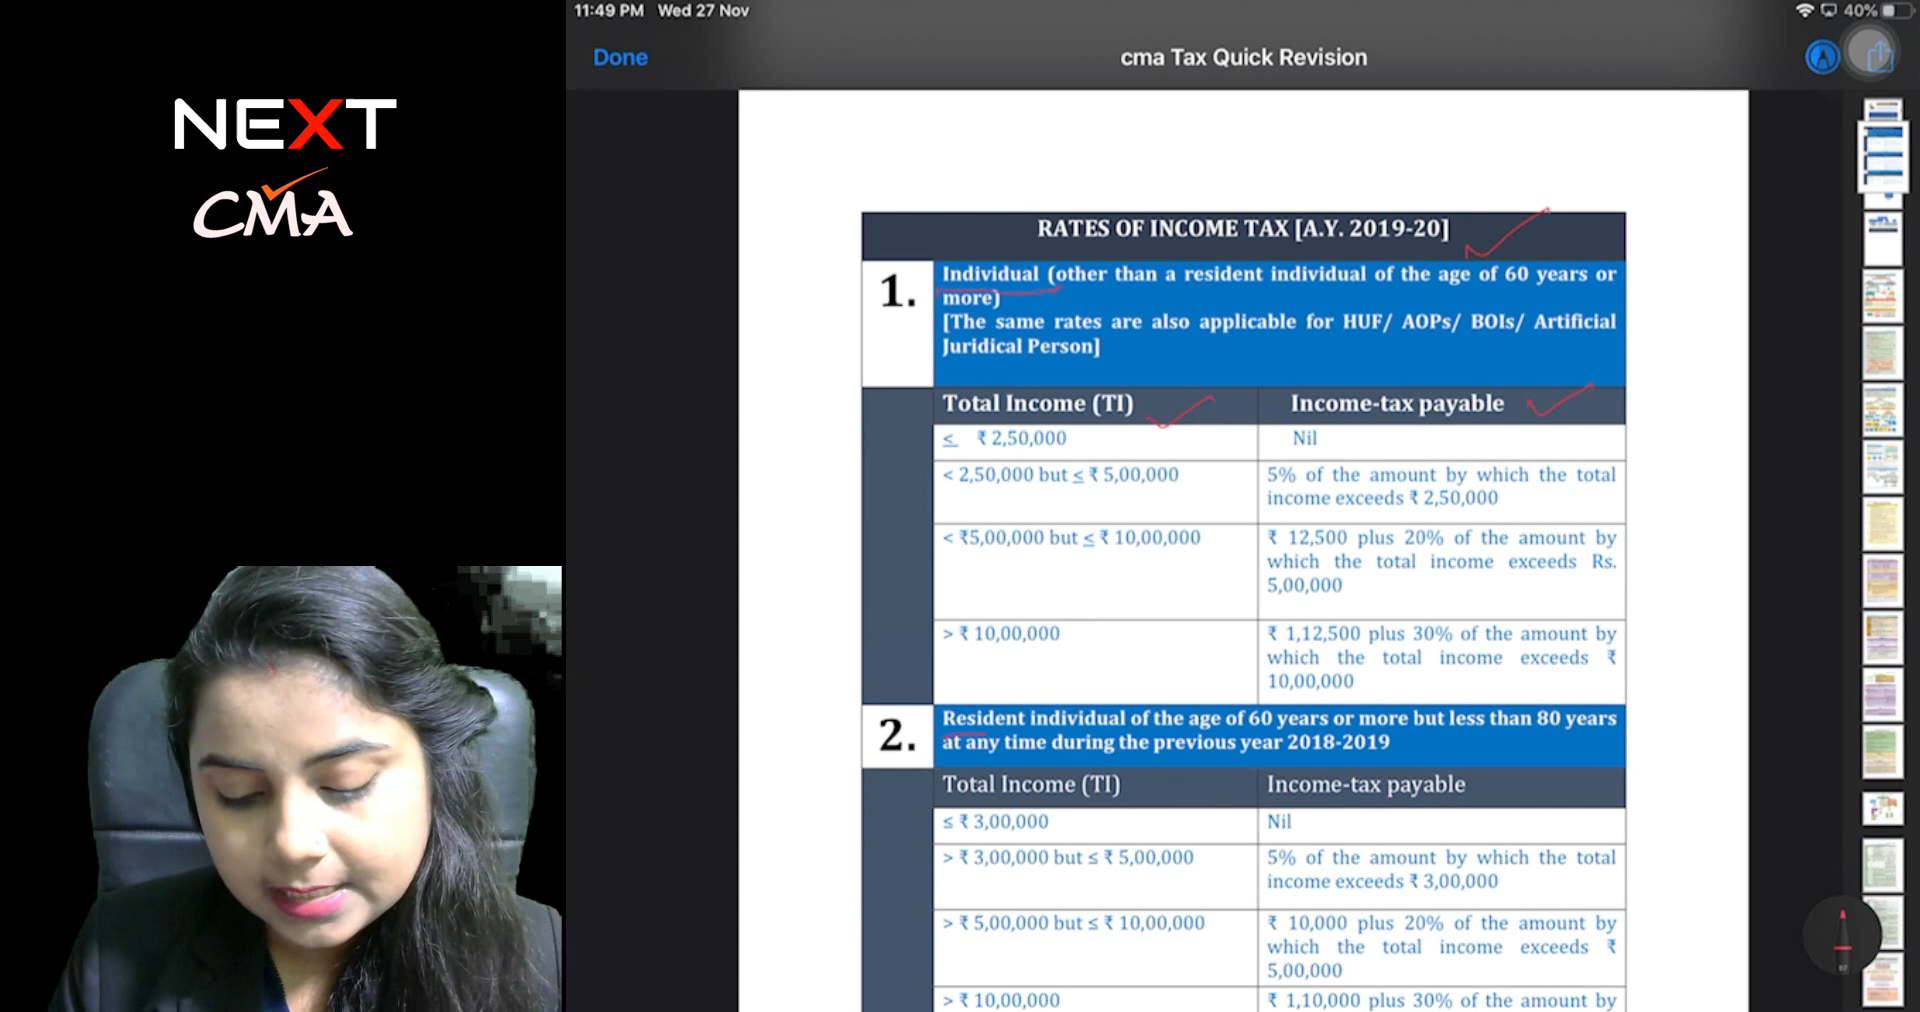 11:49 PM Wed 27 Nov
40%
Done
cma Tax Quick Revision
NEXT
CMA
RATES OF INCOME TAX [A.Y. 2019-20]
1.
Individual (other than a resident individual of the age of 60 years or
more)
[The same rates are also applicable for HUF/ AOPs/ BOIs/ Artificial
Juridical Person]
Total Income (TI)
Income-tax payable
≤ ₹ 2,50,000
Nil
< 2,50,000 but ≤ ₹ 5,00,000
5% of the amount by which the total
income exceeds ₹ 2,50,000
< ₹5,00,000 but ≤ ₹ 10,00,000
₹ 12,500 plus 20% of the amount by
which the total income exceeds Rs.
5,00,000
> ₹ 10,00,000
₹ 1,12,500 plus 30% of the amount by
which the total income exceeds ₹
10,00,000
2.
Resident individual of the age of 60 years or more but less than 80 years
at any time during the previous year 2018-2019
Total Income (TI)
Income-tax payable
≤ ₹ 3,00,000
Nil
> ₹ 3,00,000 but ≤ ₹ 5,00,000
5% of the amount by which the total
income exceeds ₹ 3,00,000
> ₹ 5,00,000 but ≤ ₹ 10,00,000
₹ 10,000 plus 20% of the amount by
which the total income exceeds ₹
5,00,000
> ₹ 10,00,000
₹ 1,10,000 plus 30% of the amount by